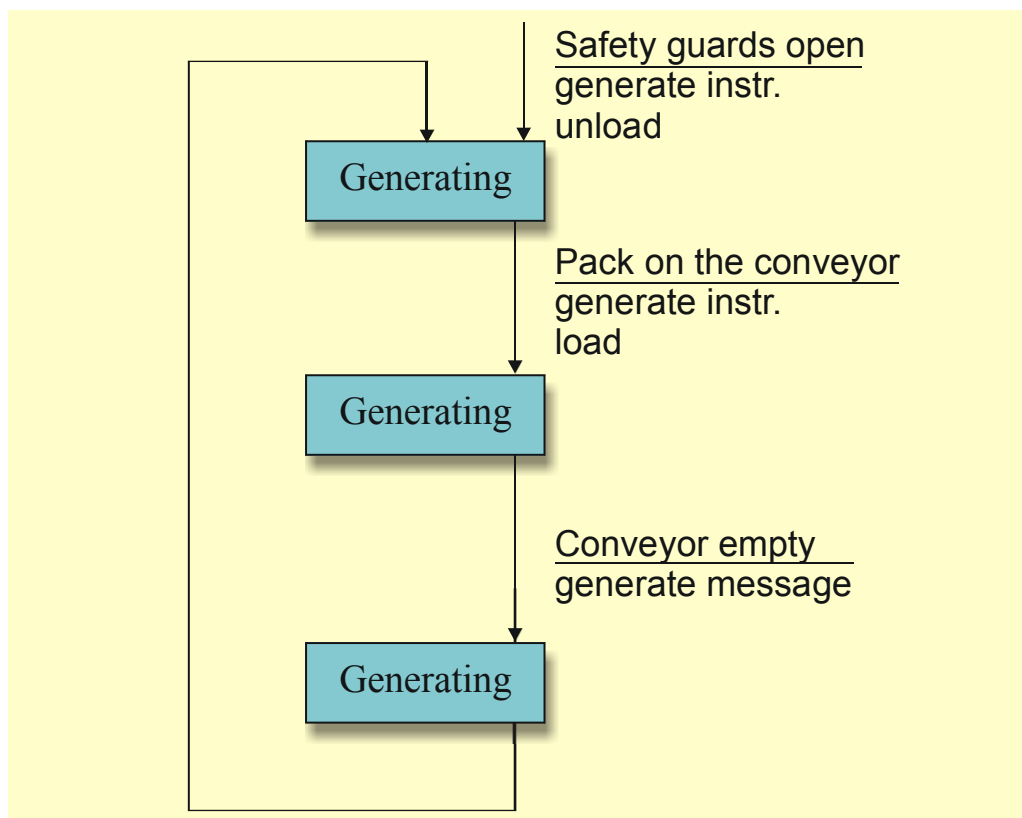 Safety guards open
generate instr.
unload
Generating
Pack on the conveyor
generate instr.
load
Generating
Conveyor empty
generate message
Generating